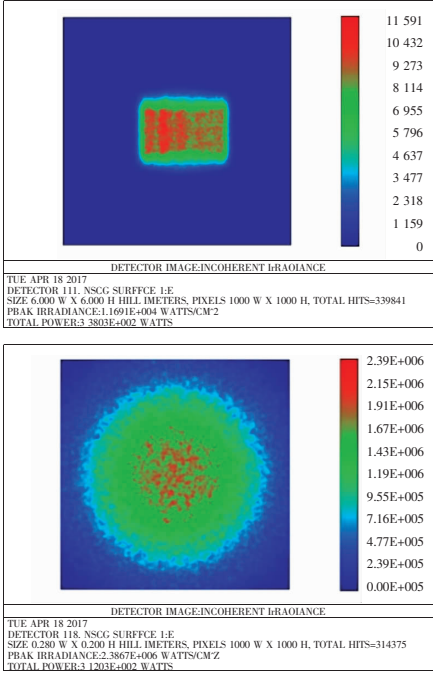 11 591
10 432
9 273
8 114
6 955
5 796
4 637
3 477
2 318
1 159
0
DETECTOR IMAGE:INCOHERENT IrRAOIANCE
TUE APR 18 2017
DETECTOR 111. NSCG SURFFCE 1:E
SIZE 6.000 W X 6.000 H HILL IMETERS, PIXELS 1000 W X 1000 H, TOTAL HITS=339841
PBAK IRRADIANCE:1.1691E+004 WATTS/CM^2
TOTAL POWER:3 3803E+002 WATTS
2.39E+006
2.15E+006
1.91E+006
1.67E+006
1.43E+006
1.19E+006
9.55E+005
7.16E+005
4.77E+005
2.39E+005
0.00E+005
DETECTOR IMAGE:INCOHERENT IrRAOIANCE
TUE APR 18 2017
DETECTOR 118. NSCG SURFFCE 1:E
SIZE 0.280 W X 0.200 H HILL IMETERS, PIXELS 1000 W X 1000 H, TOTAL HITS=314375
PBAK IRRADIANCE:2.3867E+006 WATTS/CM^Z
TOTAL POWER:3 1203E+002 WATTS